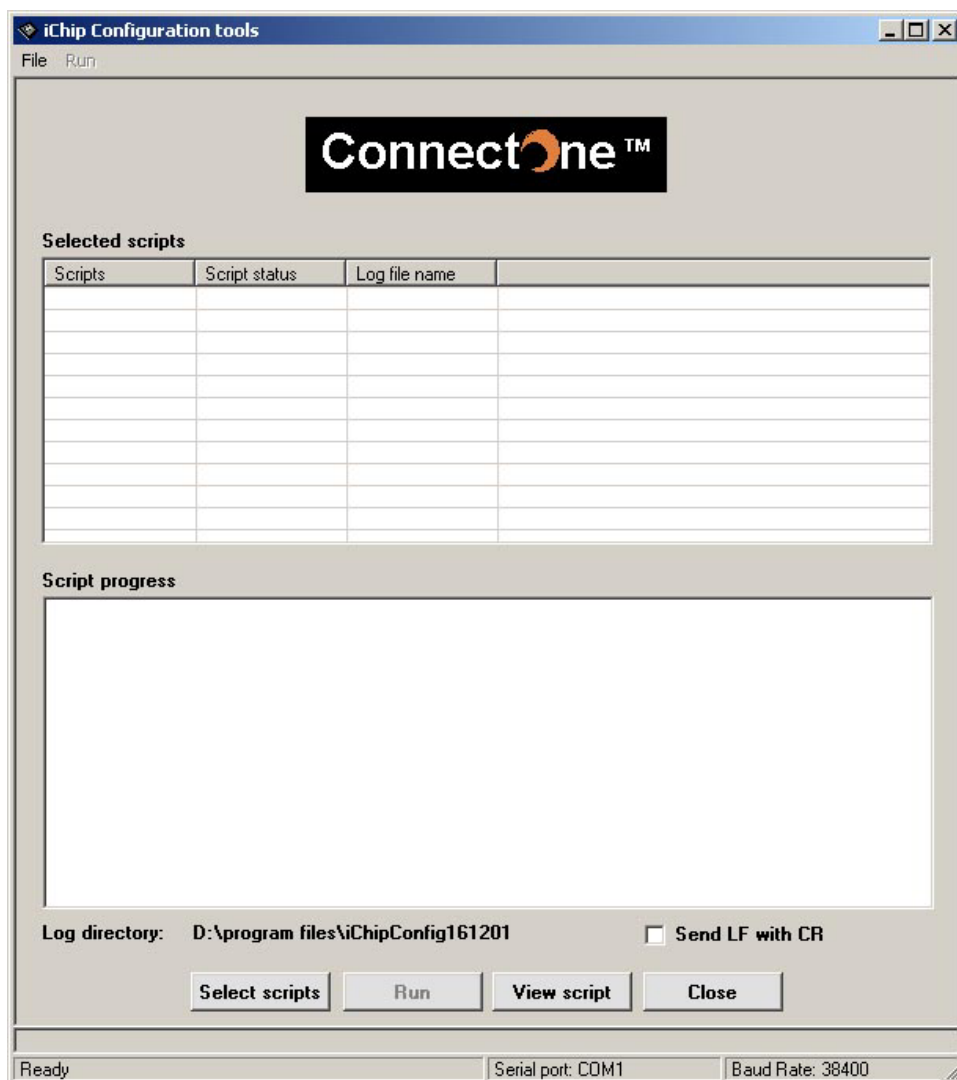 iChip Configuration tools
File Run
ConnectOne™
Selected scripts
Scripts Script status Log file name
Script progress
Log directory: D:\program files\iChipConfig161201 Send LF with CR
Select scripts Run View script Close
Ready Serial port: COM1 Baud Rate: 38400